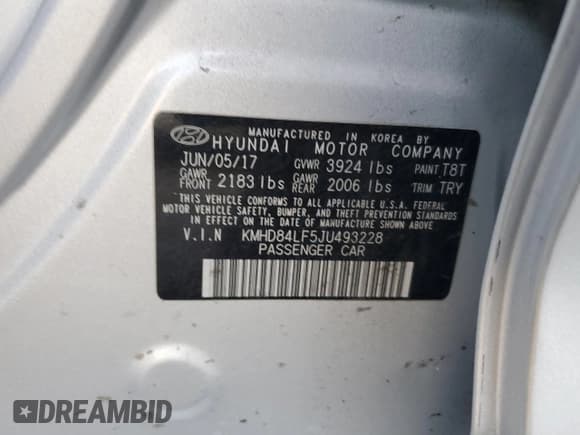 MANUFACTURED IN KOREA BY
HYUNDAI MOTOR COMPANY
JUN/05/17 GVWR 3924 lbs PAINT T8T
GAWR FRONT 2183 lbs GAWR REAR 2006 lbs TRIM TRY
THIS VEHICLE CONFORMS TO ALL APPLICABLE U.S.A. FEDERAL
MOTOR VEHICLE SAFETY, BUMPER, AND THEFT PREVENTION STANDARDS
IN EFFECT ON THE DATE OF MANUFACTURE SHOWN ABOVE.
V.I.N KMHD84LF5JU493228
PASSENGER CAR
DREAMBID